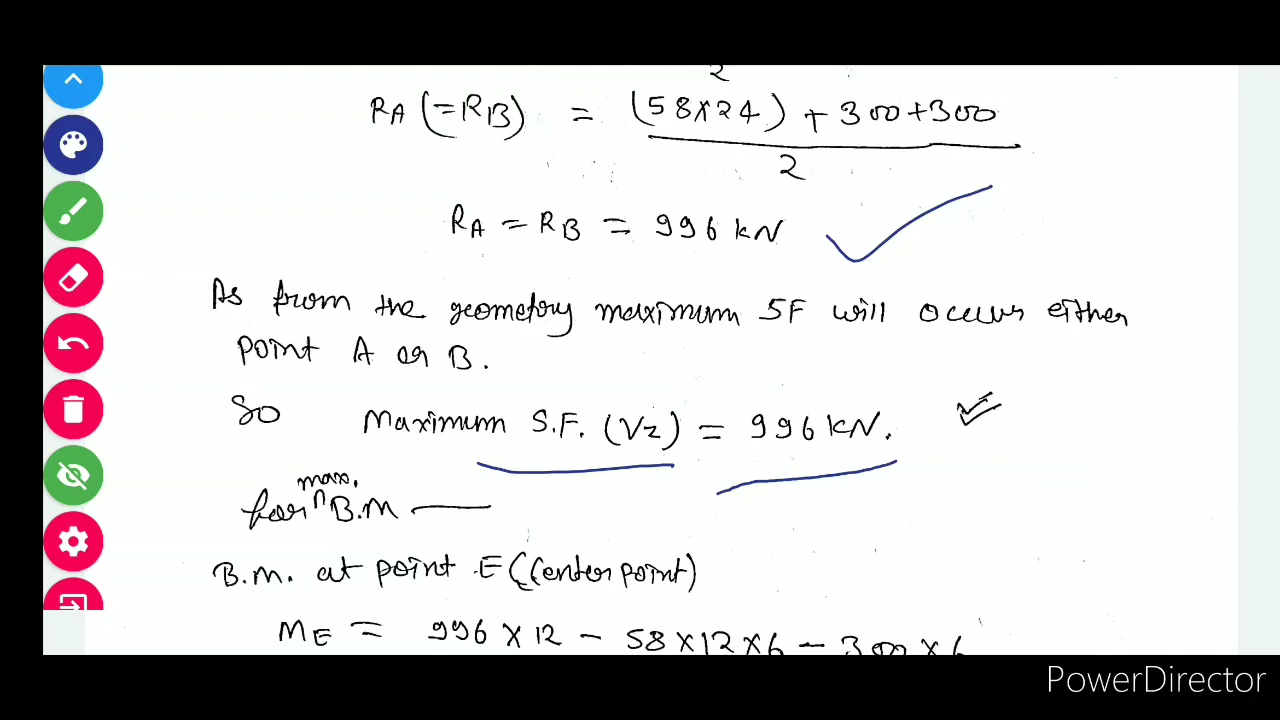 2
RA (=RB) = (58×24) + 300+300
2
RA = RB = 996 kN
As from the geometory maximum SF will occurs either
point A or B.
So Maximum S.F. (Vz) = 996 kN.
max.
for ^ B.M —
B.M. at point E (Center point)
ME = 996 × 12 - 58×12×6 - 300×6
PowerDirector